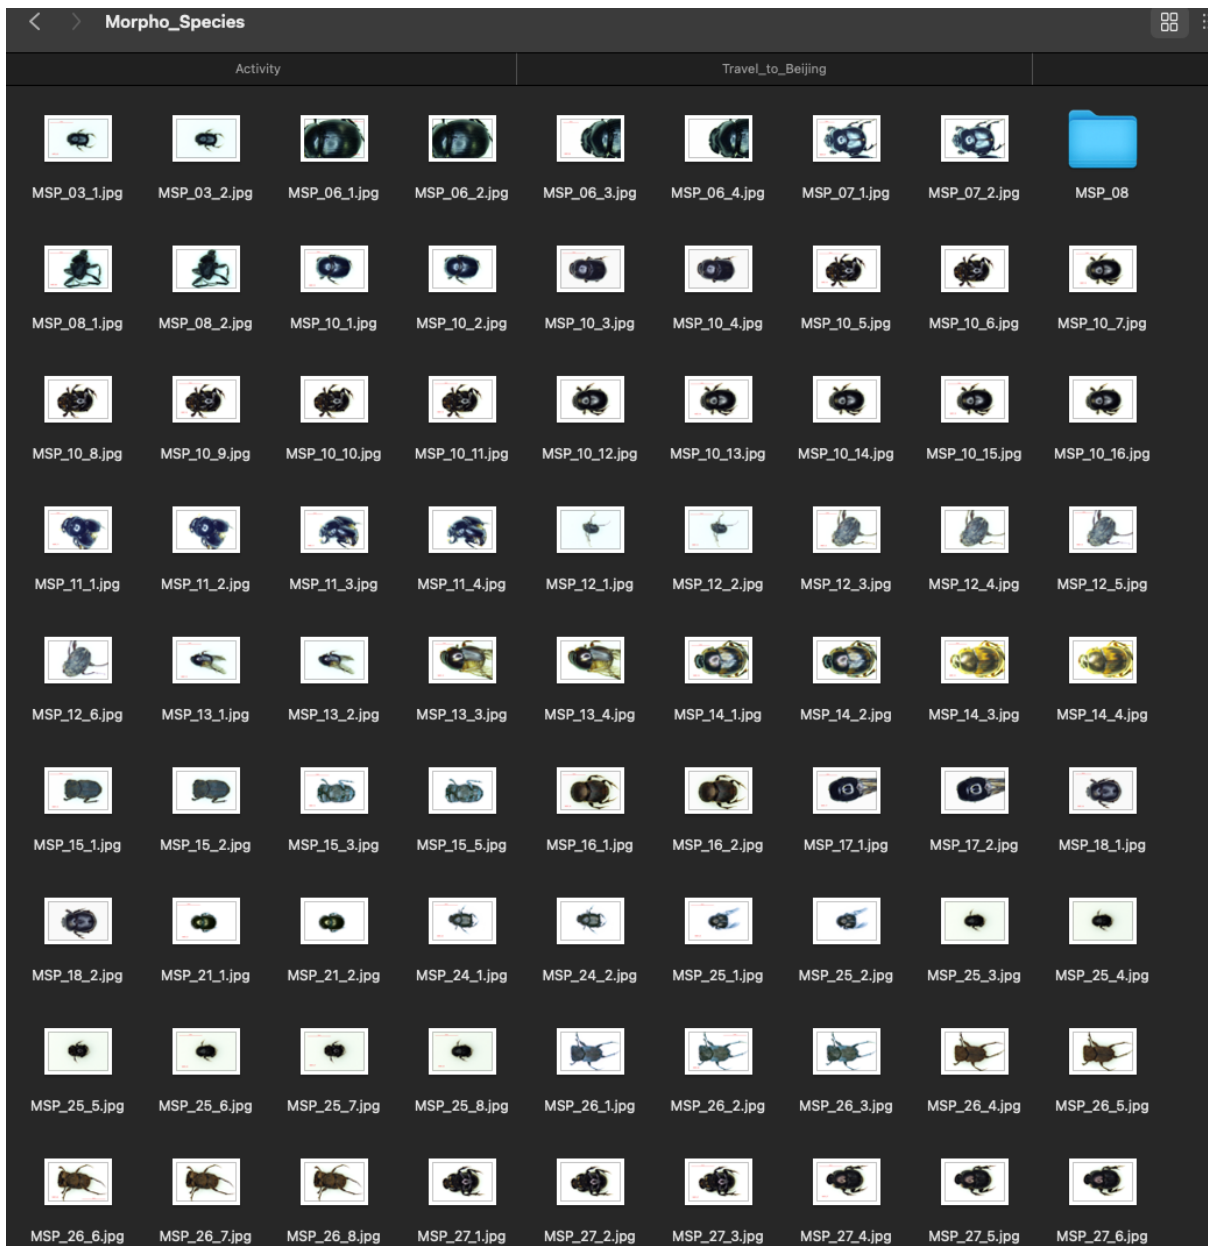 Morpho_Species
Activity Travel_to_Beijing
MSP_03_1.jpg MSP_03_2.jpg MSP_06_1.jpg MSP_06_2.jpg MSP_06_3.jpg MSP_06_4.jpg MSP_07_1.jpg MSP_07_2.jpg MSP_08
MSP_08_1.jpg MSP_08_2.jpg MSP_10_1.jpg MSP_10_2.jpg MSP_10_3.jpg MSP_10_4.jpg MSP_10_5.jpg MSP_10_6.jpg MSP_10_7.jpg
MSP_10_8.jpg MSP_10_9.jpg MSP_10_10.jpg MSP_10_11.jpg MSP_10_12.jpg MSP_10_13.jpg MSP_10_14.jpg MSP_10_15.jpg MSP_10_16.jpg
MSP_11_1.jpg MSP_11_2.jpg MSP_11_3.jpg MSP_11_4.jpg MSP_12_1.jpg MSP_12_2.jpg MSP_12_3.jpg MSP_12_4.jpg MSP_12_5.jpg
MSP_12_6.jpg MSP_13_1.jpg MSP_13_2.jpg MSP_13_3.jpg MSP_13_4.jpg MSP_14_1.jpg MSP_14_2.jpg MSP_14_3.jpg MSP_14_4.jpg
MSP_15_1.jpg MSP_15_2.jpg MSP_15_3.jpg MSP_15_5.jpg MSP_16_1.jpg MSP_16_2.jpg MSP_17_1.jpg MSP_17_2.jpg MSP_18_1.jpg
MSP_18_2.jpg MSP_21_1.jpg MSP_21_2.jpg MSP_24_1.jpg MSP_24_2.jpg MSP_25_1.jpg MSP_25_2.jpg MSP_25_3.jpg MSP_25_4.jpg
MSP_25_5.jpg MSP_25_6.jpg MSP_25_7.jpg MSP_25_8.jpg MSP_26_1.jpg MSP_26_2.jpg MSP_26_3.jpg MSP_26_4.jpg MSP_26_5.jpg
MSP_26_6.jpg MSP_26_7.jpg MSP_26_8.jpg MSP_27_1.jpg MSP_27_2.jpg MSP_27_3.jpg MSP_27_4.jpg MSP_27_5.jpg MSP_27_6.jpg